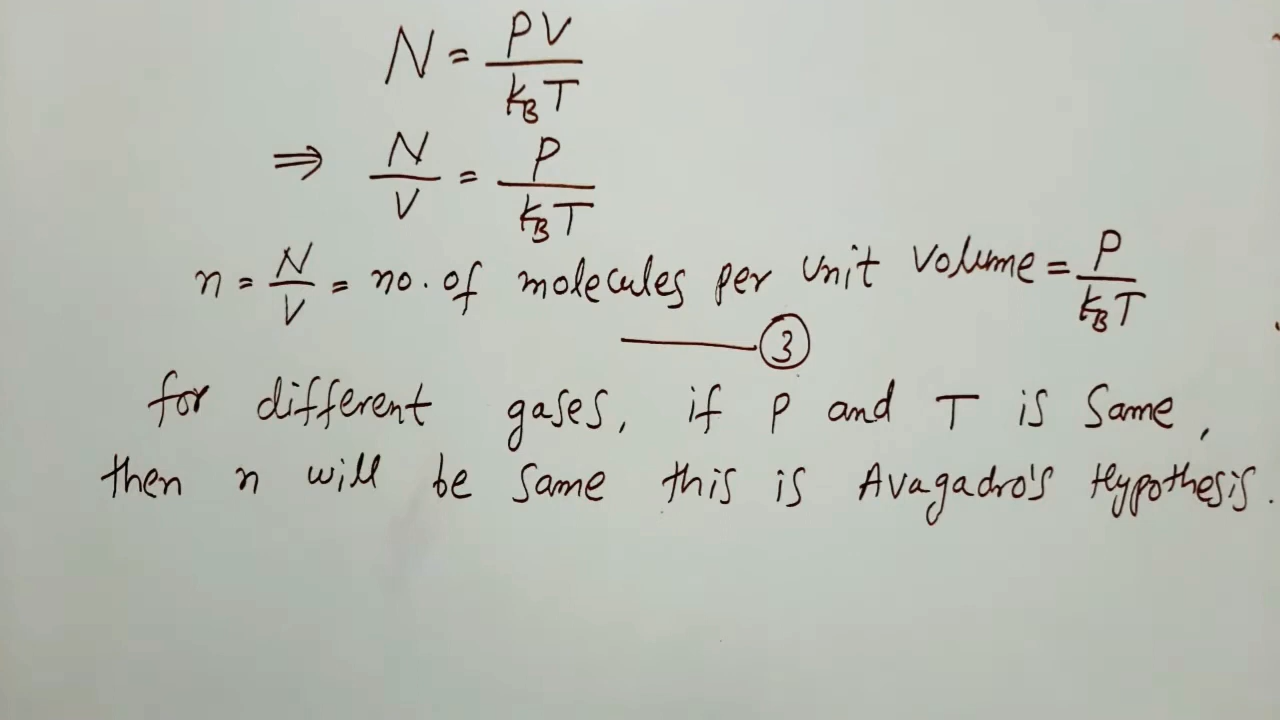 N = PV / k_B T
⇒ N / V = P / k_B T
n = N / V = no. of molecules per unit volume = P / k_B T
③
for different gases, if P and T is same,
then n will be same this is Avagadro's Hypothesis.